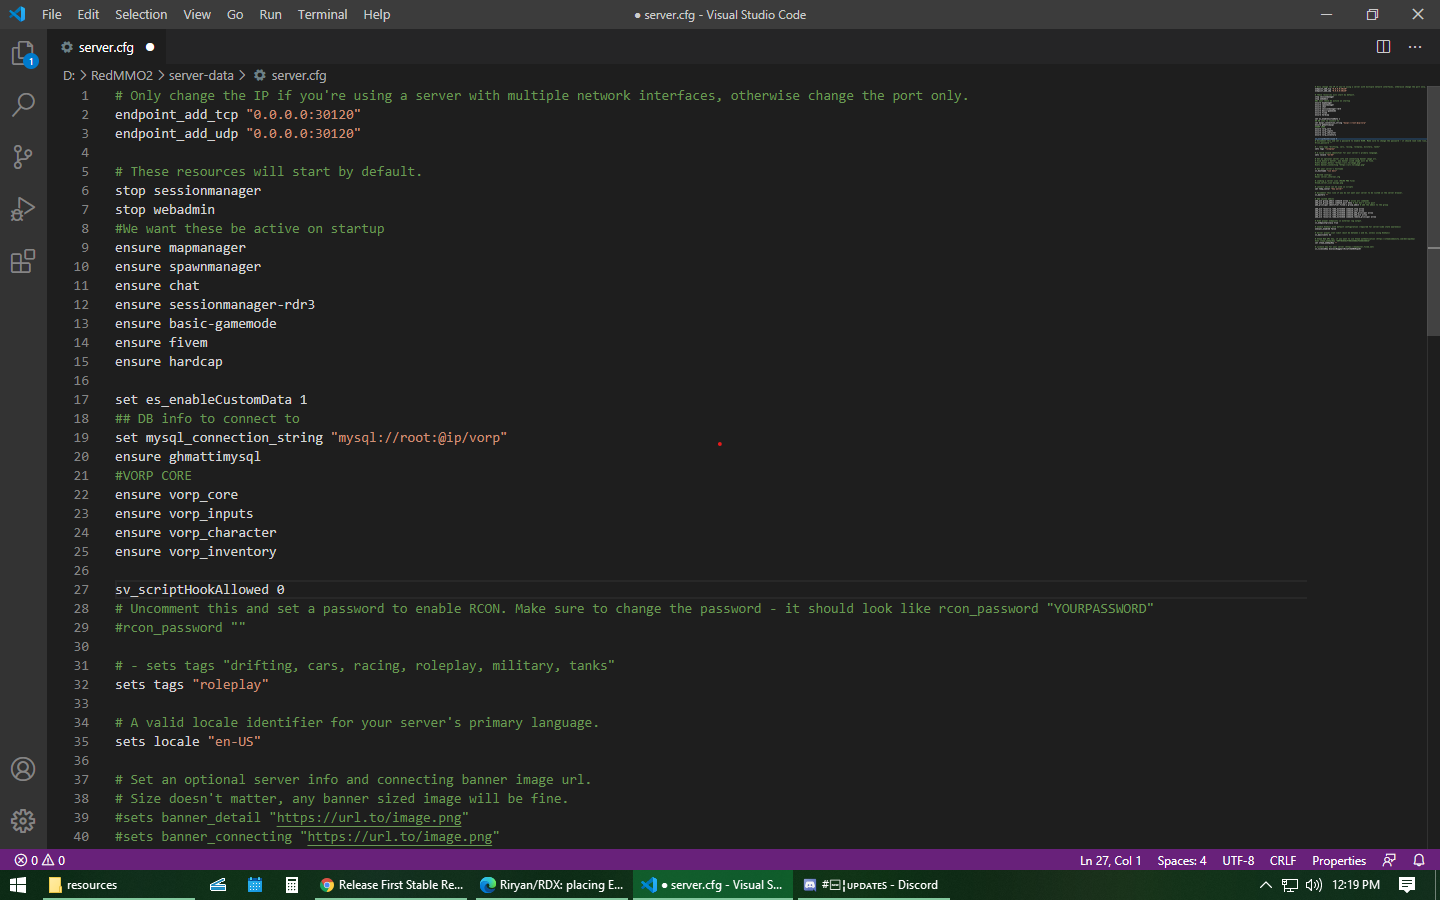 File Edit Selection View Go Run Terminal Help
● server.cfg - Visual Studio Code
server.cfg
1
D: > RedMMO2 > server-data > server.cfg
1 # Only change the IP if you're using a server with multiple network interfaces, otherwise change the port only.
2 endpoint_add_tcp "0.0.0.0:30120"
3 endpoint_add_udp "0.0.0.0:30120"
4
5 # These resources will start by default.
6 stop sessionmanager
7 stop webadmin
8 #We want these be active on startup
9 ensure mapmanager
10 ensure spawnmanager
11 ensure chat
12 ensure sessionmanager-rdr3
13 ensure basic-gamemode
14 ensure fivem
15 ensure hardcap
16
17 set es_enableCustomData 1
18 ## DB info to connect to
19 set mysql_connection_string "mysql://root:@ip/vorp"
20 ensure ghmattimysql
21 #VORP CORE
22 ensure vorp_core
23 ensure vorp_inputs
24 ensure vorp_character
25 ensure vorp_inventory
26
27 sv_scriptHookAllowed 0
28 # Uncomment this and set a password to enable RCON. Make sure to change the password - it should look like rcon_password "YOURPASSWORD"
29 #rcon_password ""
30
31 # - sets tags "drifting, cars, racing, roleplay, military, tanks"
32 sets tags "roleplay"
33
34 # A valid locale identifier for your server's primary language.
35 sets locale "en-US"
36
37 # Set an optional server info and connecting banner image url.
38 # Size doesn't matter, any banner sized image will be fine.
39 #sets banner_detail "https://url.to/image.png"
40 #sets banner_connecting "https://url.to/image.png"
0 0
Ln 27, Col 1 Spaces: 4 UTF-8 CRLF Properties
resources
Release First Stable Re...
Riryan/RDX: placing E...
● server.cfg - Visual S...
#⊟¦ᴜᴘᴅᴀᴛᴇs - Discord
12:19 PM